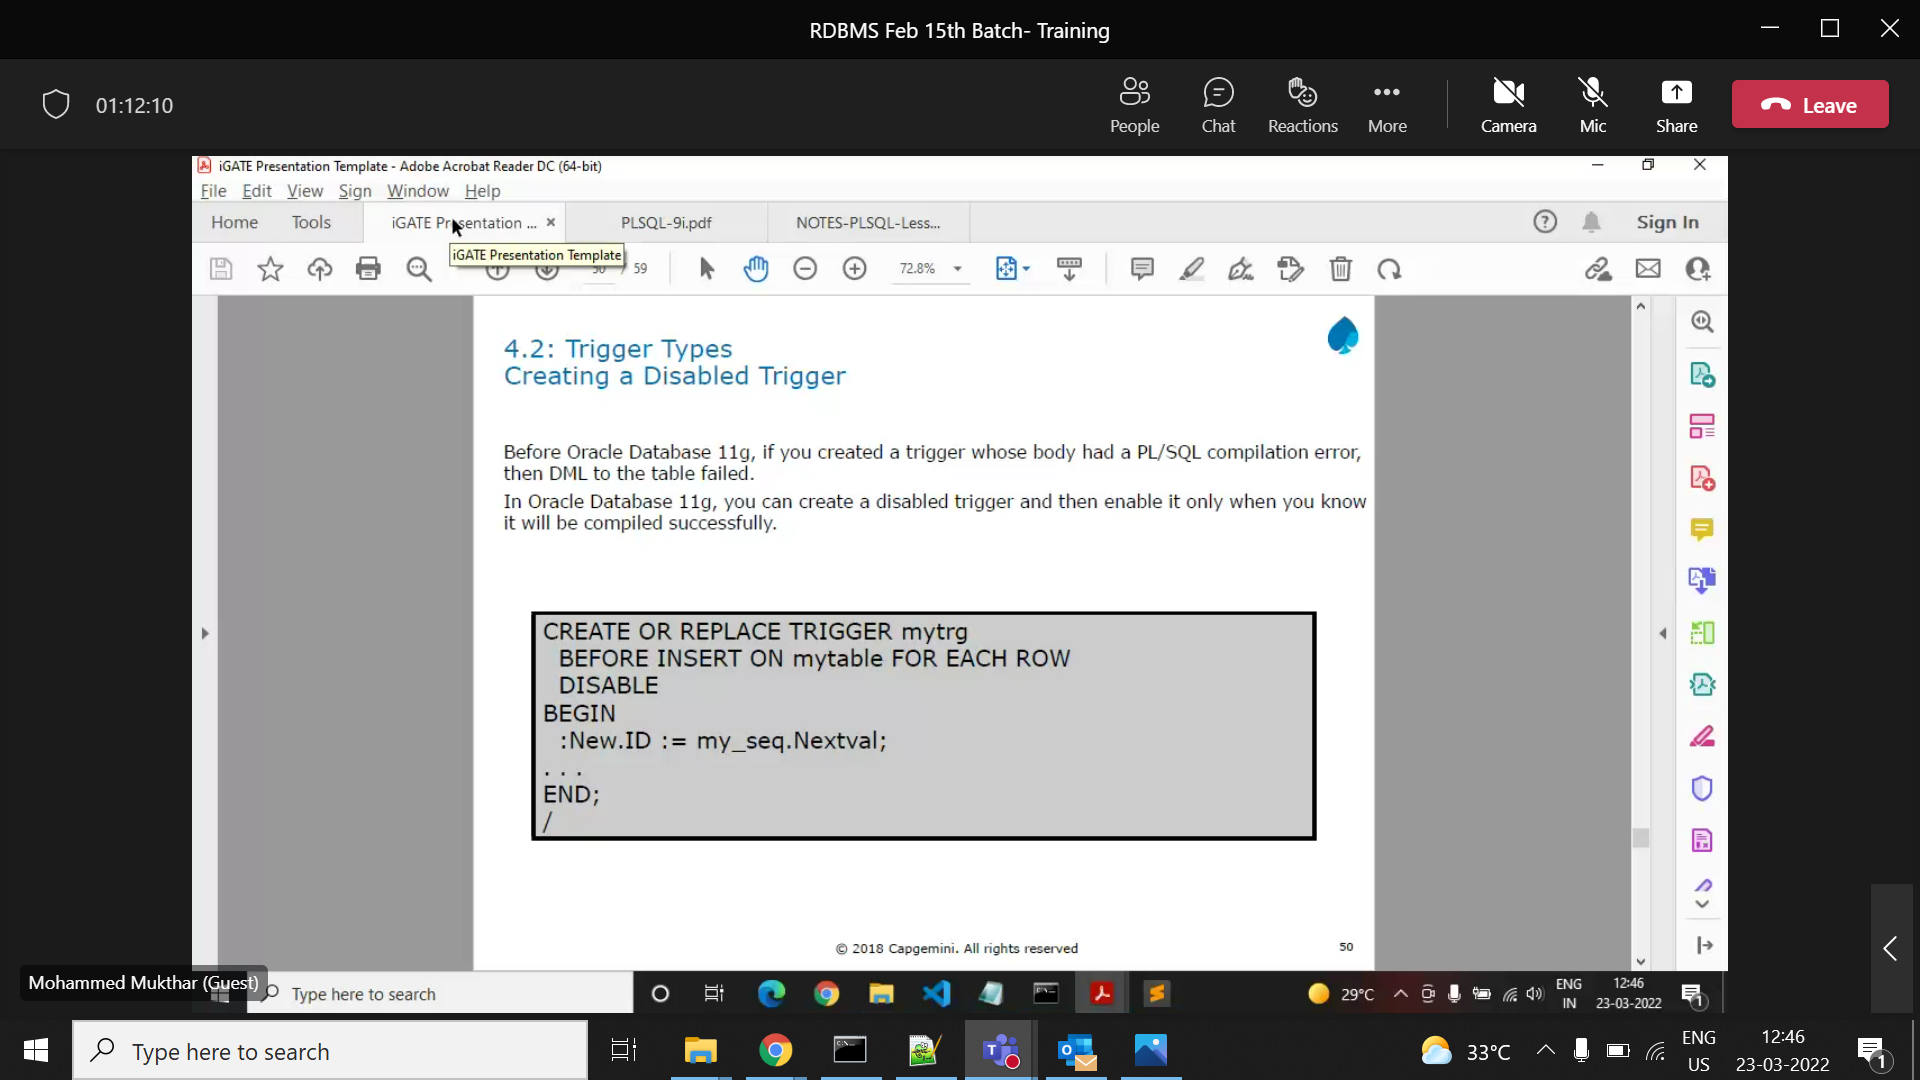 RDBMS Feb 15th Batch- Training
01:12:10
People
Chat
Reactions
More
Camera
Mic
Share
Leave
iGATE Presentation Template - Adobe Acrobat Reader DC (64-bit)
File Edit View Sign Window Help
Home
Tools
iGATE Presentation ...
PLSQL-9i.pdf
NOTES-PLSQL-Less...
Sign In
iGATE Presentation Template
/ 59
72.8%
4.2: Trigger Types
Creating a Disabled Trigger
Before Oracle Database 11g, if you created a trigger whose body had a PL/SQL compilation error,
then DML to the table failed.
In Oracle Database 11g, you can create a disabled trigger and then enable it only when you know
it will be compiled successfully.
CREATE OR REPLACE TRIGGER mytrg
BEFORE INSERT ON mytable FOR EACH ROW
DISABLE
BEGIN
:New.ID := my_seq.Nextval;
. . .
END;
/
© 2018 Capgemini. All rights reserved
50
Mohammed Mukthar (Guest)
Type here to search
29°C
ENG
IN
12:46
23-03-2022
1
Type here to search
33°C
ENG
US
12:46
23-03-2022
1